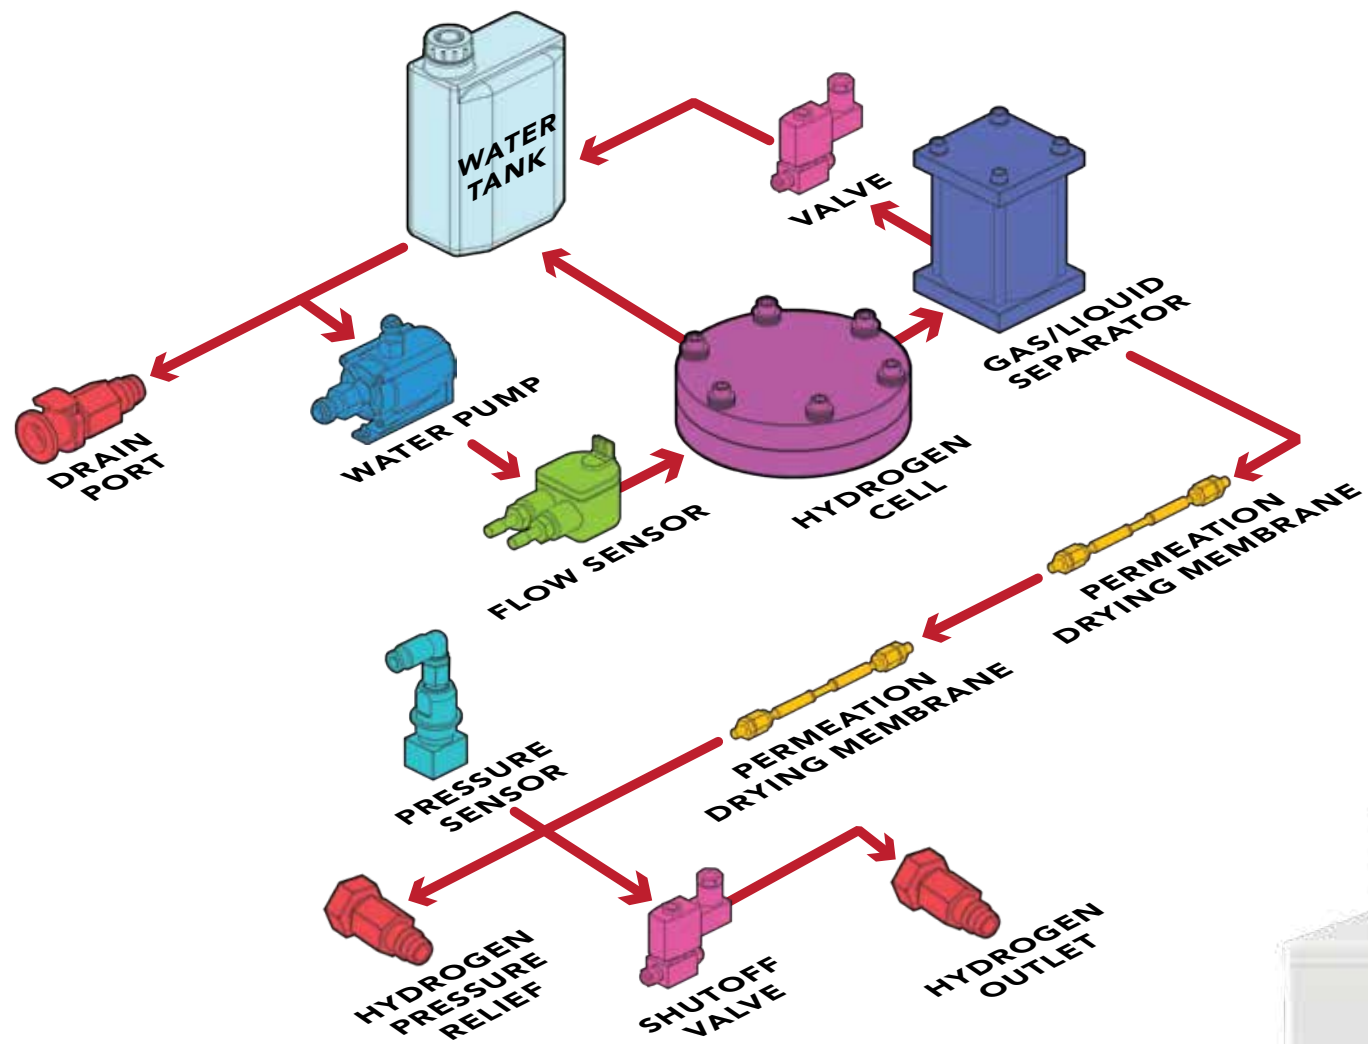 WATER
TANK
VALVE
GAS/LIQUID
SEPARATOR
DRAIN
PORT
WATER PUMP
FLOW SENSOR
HYDROGEN
CELL
PERMEATION
DRYING MEMBRANE
PERMEATION
DRYING MEMBRANE
PRESSURE
SENSOR
HYDROGEN
PRESSURE
RELIEF
SHUTOFF
VALVE
HYDROGEN
OUTLET